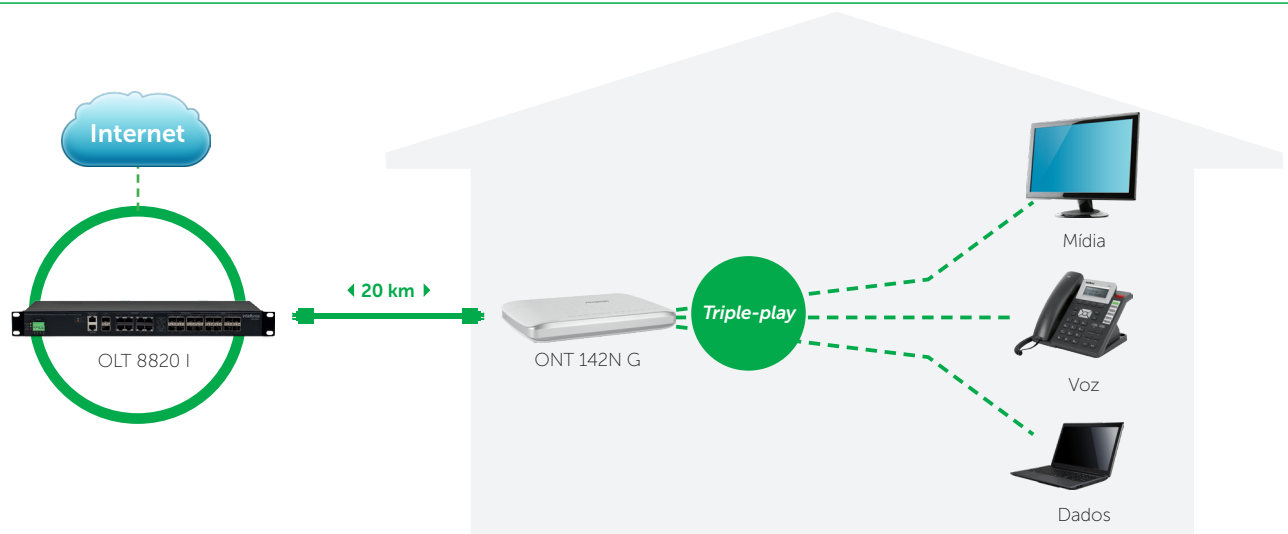 Internet
20 km
OLT 8820 I
ONT 142N G
Triple-play
Mídia
Voz
Dados